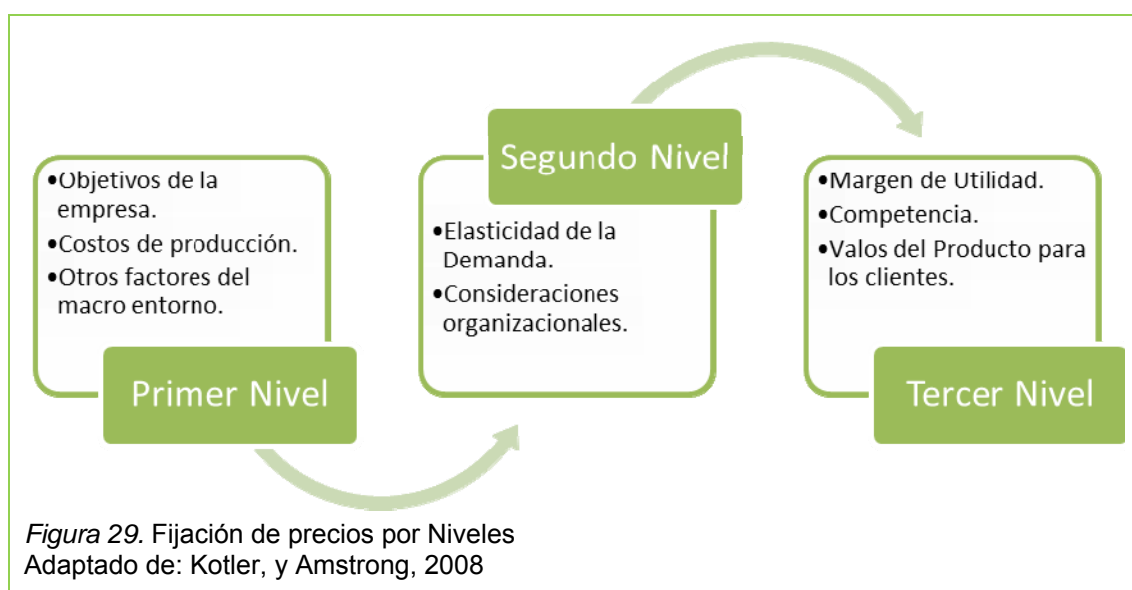 •Objetivos de la
empresa.
•Costos de producción.
•Otros factores del
macro entorno.
Primer Nivel
Segundo Nivel
•Elasticidad de la
Demanda.
•Consideraciones
organizacionales.
•Margen de Utilidad.
•Competencia.
•Valos del Producto para
los clientes.
Tercer Nivel
Figura 29. Fijación de precios por Niveles
Adaptado de: Kotler, y Amstrong, 2008